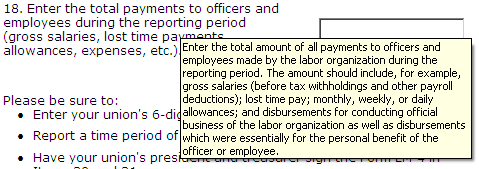 18. Enter the total payments to officers and
employees during the reporting period
(gross salaries, lost time payments,
allowances, expenses, etc.)
Enter the total amount of all payments to officers and
employees made by the labor organization during the
reporting period. The amount should include, for example,
gross salaries (before tax withholdings and other payroll
deductions); lost time pay; monthly, weekly, or daily
allowances; and disbursements for conducting official
business of the labor organization as well as disbursements
which were essentially for the personal benefit of the
officer or employee.
Please be sure to:
• Enter your union's 6-dig
• Report a time period of
• Have your union's president and treasurer sign the Form LM-4 in